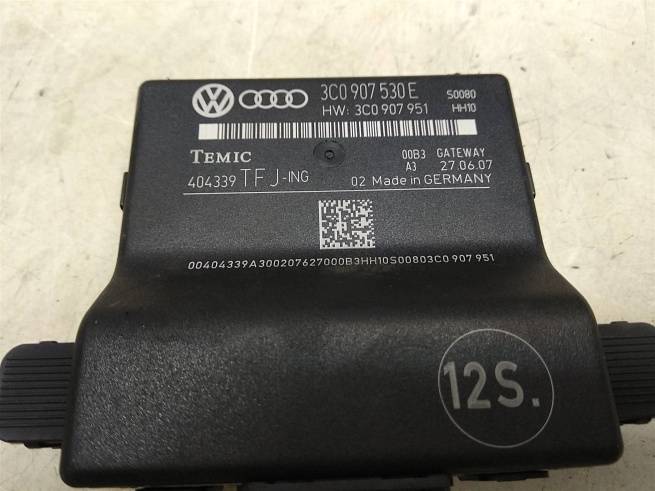 3C0 907 530 E S0080
HW: 3C0 907 951 HH10
TEMIC 00B3 GATEWAY
A3 27.06.07
404339 TFJ-ING 02 Made in GERMANY
00404339A300207627000B3HH10S00803C0 907 951
12S.